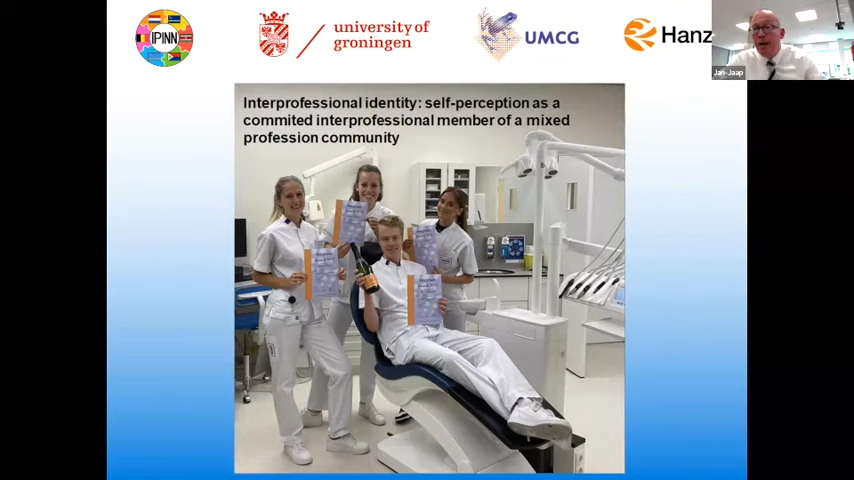 IPINN
university of
groningen
UMCG
Hanz
Jan-Jaap
Interprofessional identity: self-perception as a
commited interprofessional member of a mixed
profession community